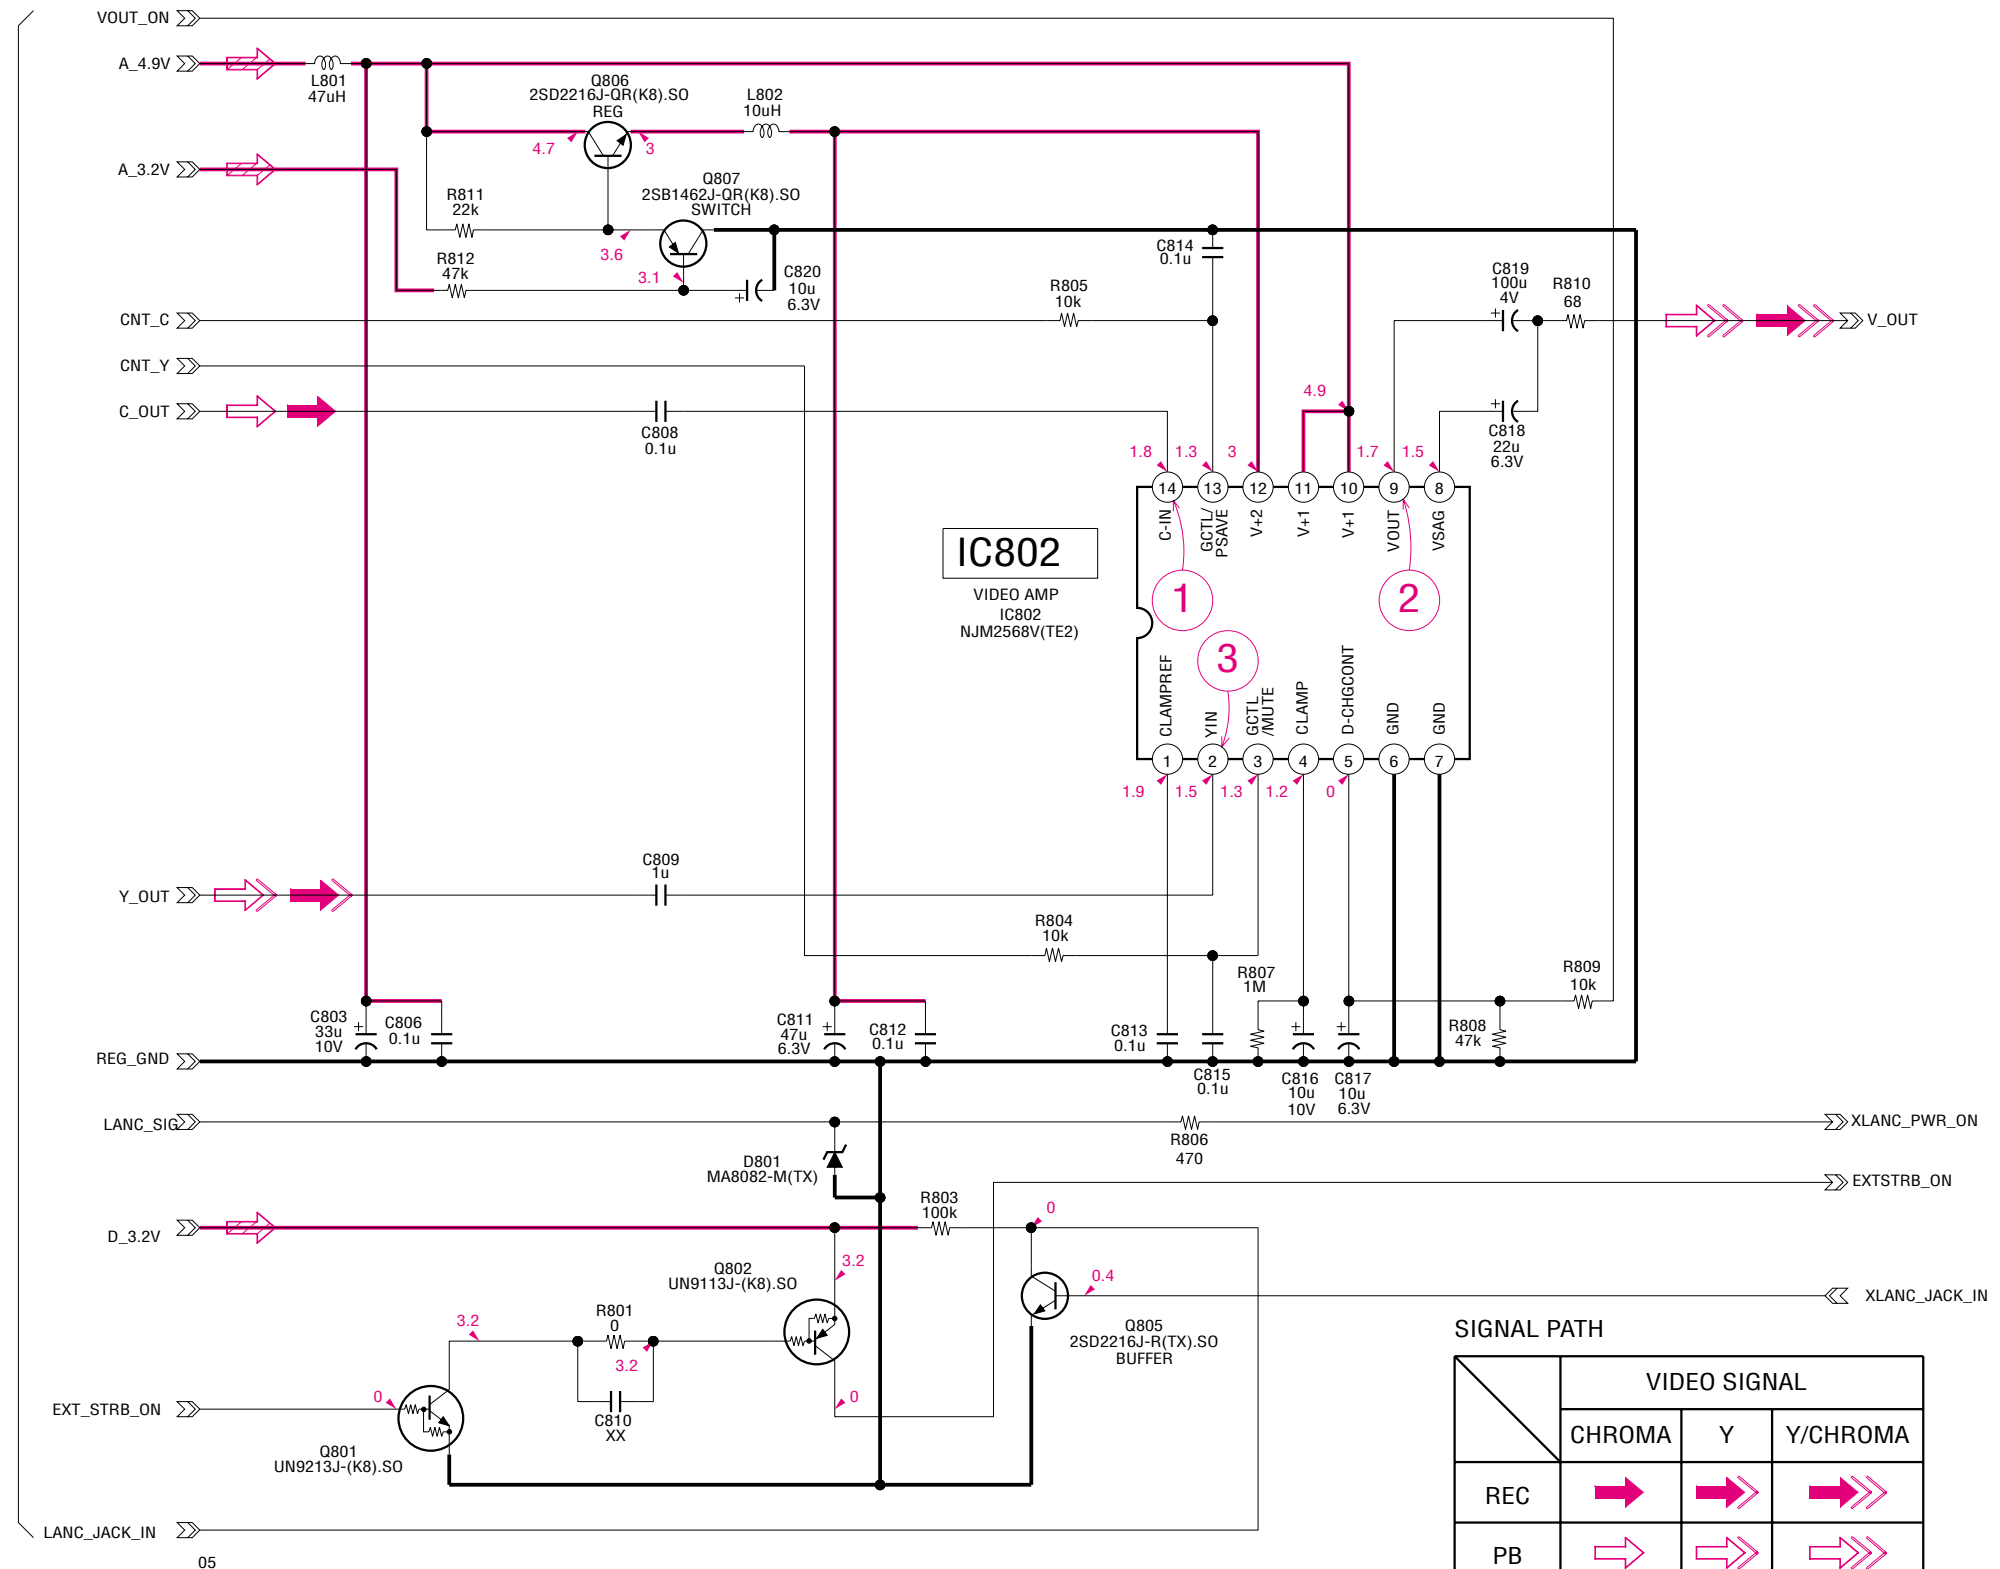 VOUT_ON
A_4.9V
L801
47uH
Q806
2SD2216J-QR(K8).SO
REG
L802
10uH
4.7
3
A_3.2V
Q807
2SB1462J-QR(K8).SO
SWITCH
R811
22k
3.6
R812
47k
3.1
C820
10u
6.3V
+
C814
0.1u
R805
10k
C819
100u
4V
+
R810
68
CNT_C
V_OUT
CNT_Y
C_OUT
C808
0.1u
4.9
+
C818
22u
6.3V
1.8
1.3
3
1.7
1.5
14
13
12
11
10
9
8
C-IN
GCTL/
PSAVE
V+2
V+1
V+1
VOUT
VSAG
IC802
VIDEO AMP
IC802
NJM2568V(TE2)
1
2
3
CLAMPREF
YIN
GCTL
/MUTE
CLAMP
D-CHGCONT
GND
GND
1
2
3
4
5
6
7
1.9
1.5
1.3
1.2
0
C809
1u
Y_OUT
R804
10k
R807
1M
R809
10k
C803
33u
10V
+
C806
0.1u
C811
47u
6.3V
+
C812
0.1u
C813
0.1u
+
+
R808
47k
REG_GND
C815
0.1u
C816
10u
10V
C817
10u
6.3V
LANC_SIG
R806
470
XLANC_PWR_ON
D801
MA8082-M(TX)
EXTSTRB_ON
R803
100k
0
D_3.2V
3.2
Q802
UN9113J-(K8).SO
0.4
XLANC_JACK_IN
3.2
R801
0
3.2
Q805
2SD2216J-R(TX).SO
BUFFER
0
0
EXT_STRB_ON
C810
XX
Q801
UN9213J-(K8).SO
SIGNAL PATH
VIDEO SIGNAL
CHROMA
Y
Y/CHROMA
REC
PB
LANC_JACK_IN
05